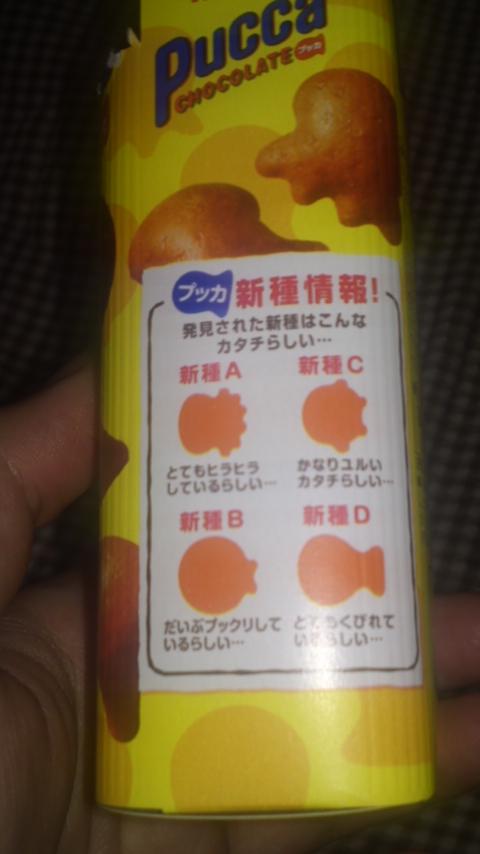 Pucca
CHOCOLATE プッカ
プッカ 新種情報!
発見された新種はこんな
カタチらしい…
新種A
とてもヒラヒラ
しているらしい…
新種C
かなりユルい
カタチらしい…
新種B
だいぶプックリして
いるらしい…
新種D
とてもくびれて
いるらしい…